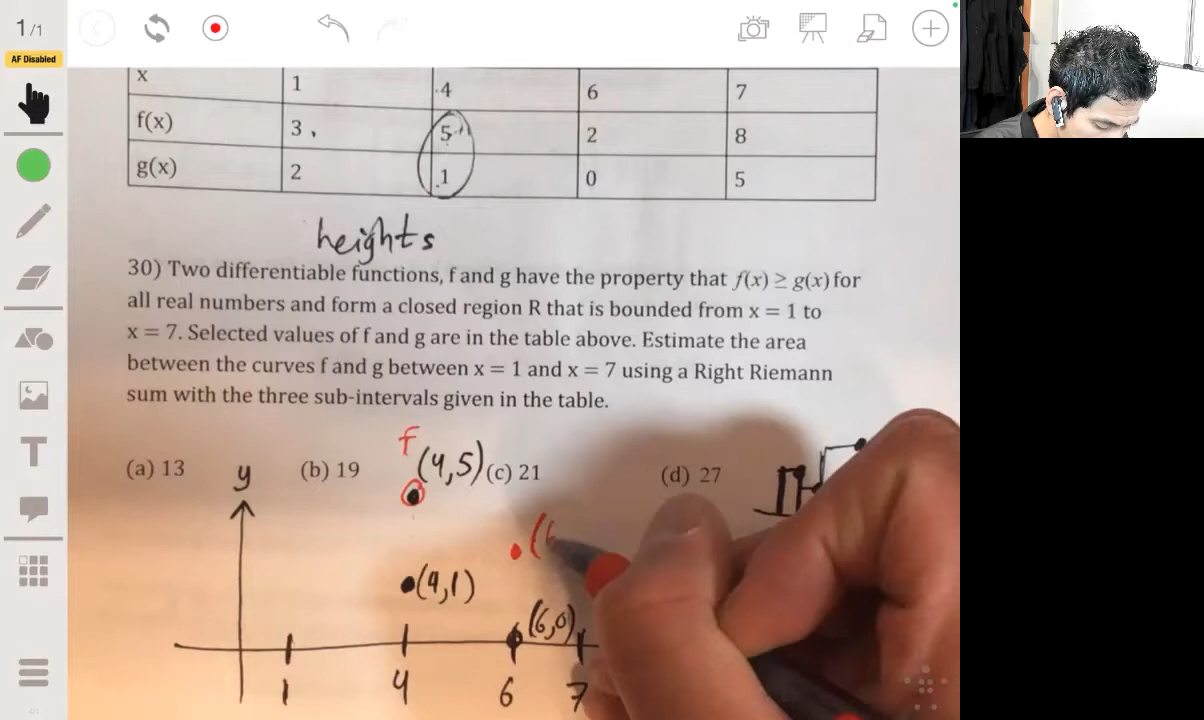 1/1
AF Disabled
x 1 4 6 7
f(x) 3 5 2 8
g(x) 2 1 0 5
heights
30) Two differentiable functions, f and g have the property that f(x) ≥ g(x) for
all real numbers and form a closed region R that is bounded from x = 1 to
x = 7. Selected values of f and g are in the table above. Estimate the area
between the curves f and g between x = 1 and x = 7 using a Right Riemann
sum with the three sub-intervals given in the table.
f
(4,5)
(a) 13 (b) 19 (c) 21 (d) 27
y
(4,1)
(6,0)
1 4 6 7
T